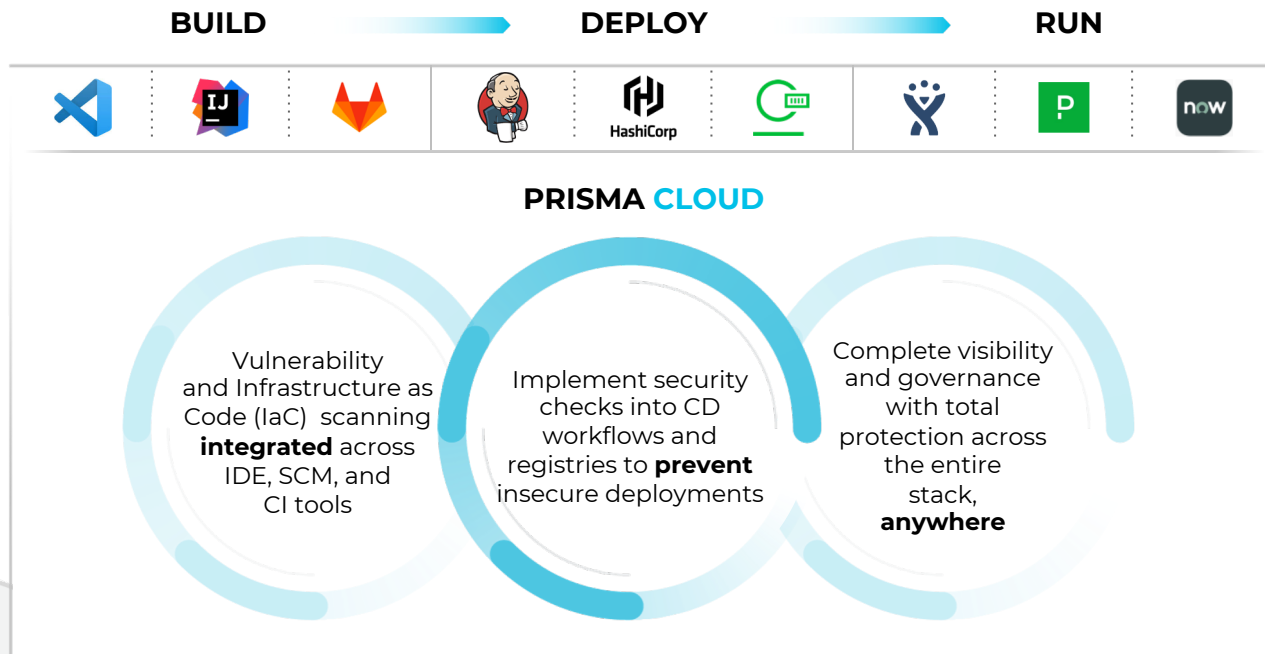 BUILD
DEPLOY
RUN
IJ
HashiCorp
P
now
PRISMA CLOUD
Vulnerability
and Infrastructure as
Code (IaC) scanning
integrated across
IDE, SCM, and
CI tools
Implement security
checks into CD
workflows and
registries to prevent
insecure deployments
Complete visibility
and governance
with total
protection across
the entire
stack,
anywhere